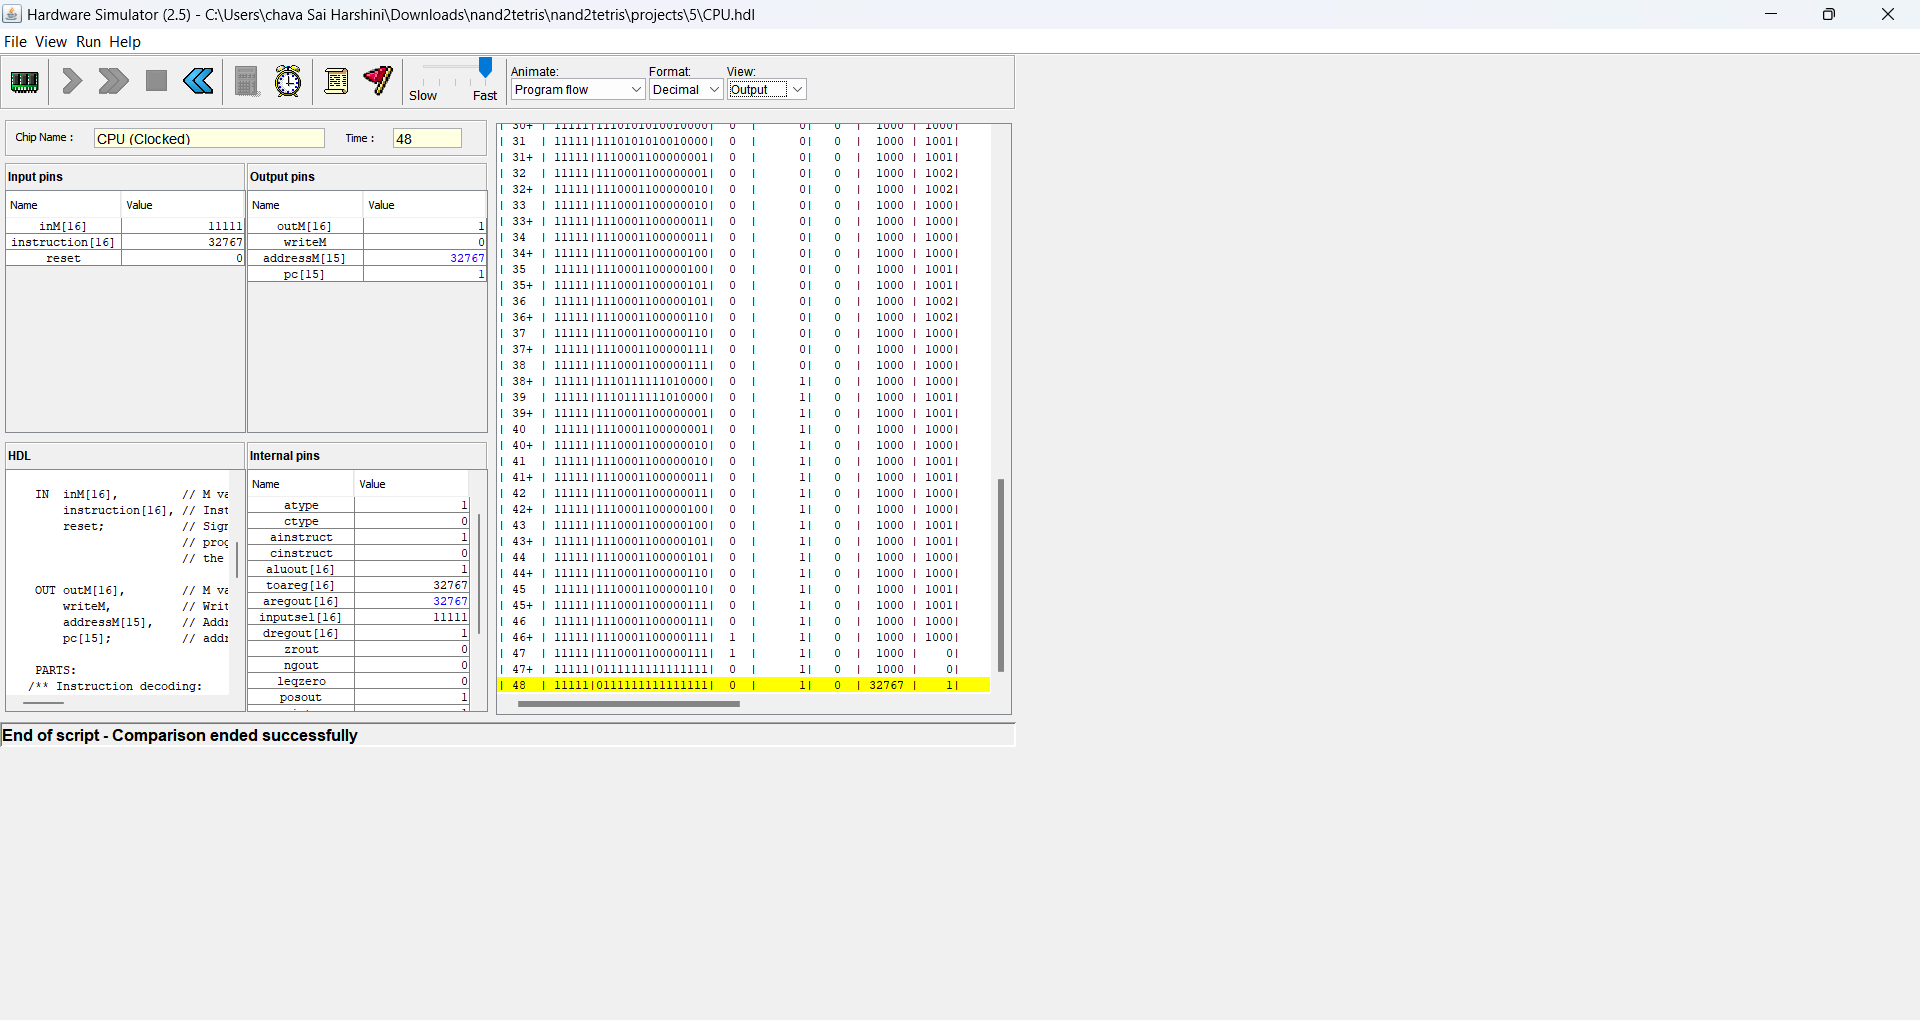 Hardware Simulator (2.5) - C:\Users\chava Sai Harshini\Downloads\nand2tetris\nand2tetris\projects\5\CPU.hdl
File View Run Help
Slow Fast
Animate: Format: View:
Program flow Decimal Output
Chip Name : CPU (Clocked) Time : 48
Input pins
Name Value
inM[16] 11111
instruction[16] 32767
reset 0
Output pins
Name Value
outM[16] 1
writeM 0
addressM[15] 32767
pc[15] 1
HDL
IN inM[16], // M va
instruction[16], // Inst
reset; // Sign
// prog
// the
OUT outM[16], // M va
writeM, // Writ
addressM[15], // Addr
pc[15]; // addr
PARTS:
/** Instruction decoding:
Internal pins
Name Value
atype 1
ctype 0
ainstruct 1
cinstruct 0
aluout[16] 1
toareg[16] 32767
aregout[16] 32767
inputsel[16] 11111
dregout[16] 1
zrout 0
ngout 0
leqzero 0
posout 1
| 30+ | 11111|1110101010010000| 0 | 0| 0 | 1000 | 1000|
| 31 | 11111|1110101010010000| 0 | 0| 0 | 1000 | 1001|
| 31+ | 11111|1110001100000001| 0 | 0| 0 | 1000 | 1001|
| 32 | 11111|1110001100000001| 0 | 0| 0 | 1000 | 1002|
| 32+ | 11111|1110001100000010| 0 | 0| 0 | 1000 | 1002|
| 33 | 11111|1110001100000010| 0 | 0| 0 | 1000 | 1000|
| 33+ | 11111|1110001100000011| 0 | 0| 0 | 1000 | 1000|
| 34 | 11111|1110001100000011| 0 | 0| 0 | 1000 | 1000|
| 34+ | 11111|1110001100000100| 0 | 0| 0 | 1000 | 1000|
| 35 | 11111|1110001100000100| 0 | 0| 0 | 1000 | 1001|
| 35+ | 11111|1110001100000101| 0 | 0| 0 | 1000 | 1001|
| 36 | 11111|1110001100000101| 0 | 0| 0 | 1000 | 1002|
| 36+ | 11111|1110001100000110| 0 | 0| 0 | 1000 | 1002|
| 37 | 11111|1110001100000110| 0 | 0| 0 | 1000 | 1000|
| 37+ | 11111|1110001100000111| 0 | 0| 0 | 1000 | 1000|
| 38 | 11111|1110001100000111| 0 | 0| 0 | 1000 | 1000|
| 38+ | 11111|1110111111010000| 0 | 1| 0 | 1000 | 1000|
| 39 | 11111|1110111111010000| 0 | 1| 0 | 1000 | 1001|
| 39+ | 11111|1110001100000001| 0 | 1| 0 | 1000 | 1001|
| 40 | 11111|1110001100000001| 0 | 1| 0 | 1000 | 1000|
| 40+ | 11111|1110001100000010| 0 | 1| 0 | 1000 | 1000|
| 41 | 11111|1110001100000010| 0 | 1| 0 | 1000 | 1001|
| 41+ | 11111|1110001100000011| 0 | 1| 0 | 1000 | 1001|
| 42 | 11111|1110001100000011| 0 | 1| 0 | 1000 | 1000|
| 42+ | 11111|1110001100000100| 0 | 1| 0 | 1000 | 1000|
| 43 | 11111|1110001100000100| 0 | 1| 0 | 1000 | 1001|
| 43+ | 11111|1110001100000101| 0 | 1| 0 | 1000 | 1001|
| 44 | 11111|1110001100000101| 0 | 1| 0 | 1000 | 1000|
| 44+ | 11111|1110001100000110| 0 | 1| 0 | 1000 | 1000|
| 45 | 11111|1110001100000110| 0 | 1| 0 | 1000 | 1001|
| 45+ | 11111|1110001100000111| 0 | 1| 0 | 1000 | 1001|
| 46 | 11111|1110001100000111| 0 | 1| 0 | 1000 | 1000|
| 46+ | 11111|1110001100000111| 1 | 1| 0 | 1000 | 1000|
| 47 | 11111|1110001100000111| 1 | 1| 0 | 1000 | 0|
| 47+ | 11111|0111111111111111| 0 | 1| 0 | 1000 | 0|
| 48 | 11111|0111111111111111| 0 | 1| 0 | 32767 | 1|
End of script - Comparison ended successfully